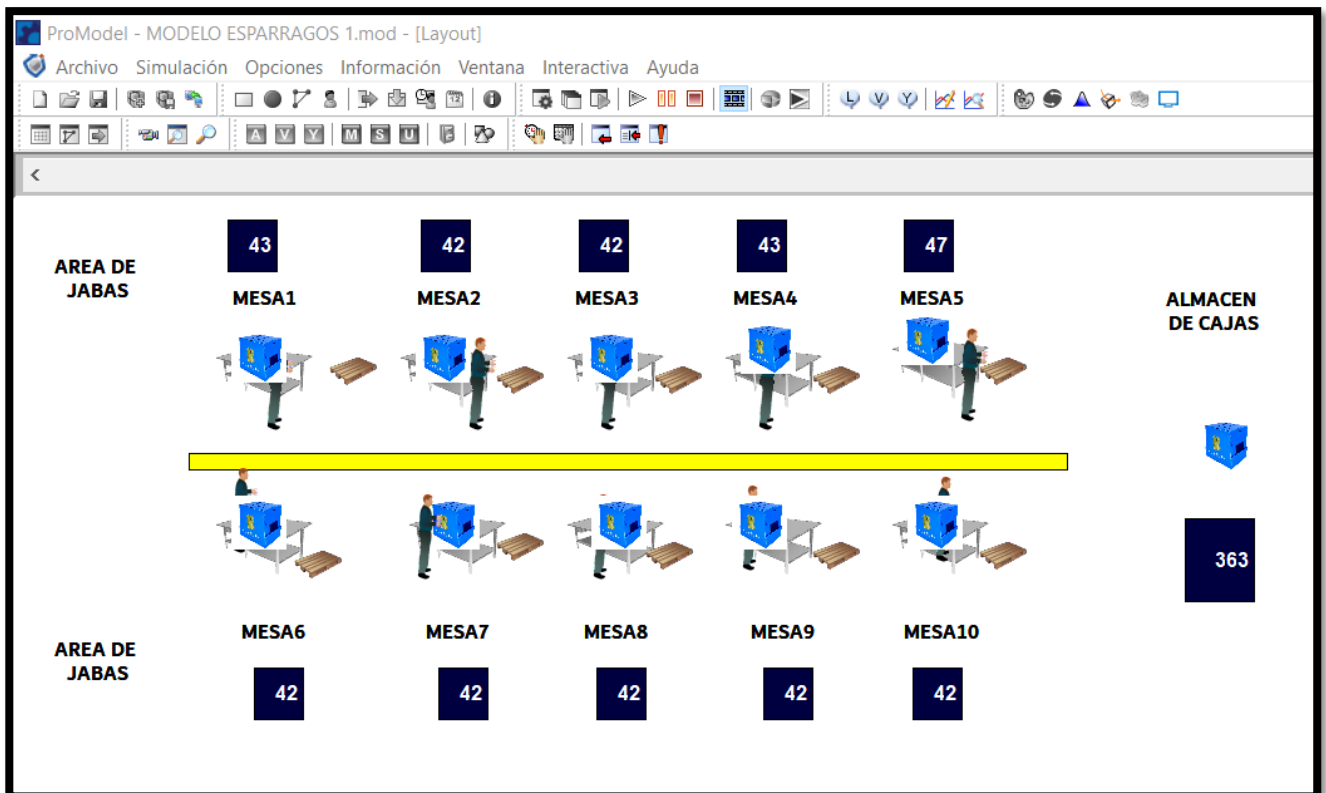 ProModel - MODELO ESPARRAGOS 1.mod - [Layout]
Archivo Simulación Opciones Información Ventana Interactiva Ayuda
A V Y M S U
L V Y
<
43 42 42 43 47
AREA DE
JABAS
MESA1 MESA2 MESA3 MESA4 MESA5
ALMACEN
DE CAJAS
363
MESA6 MESA7 MESA8 MESA9 MESA10
AREA DE
JABAS
42 42 42 42 42